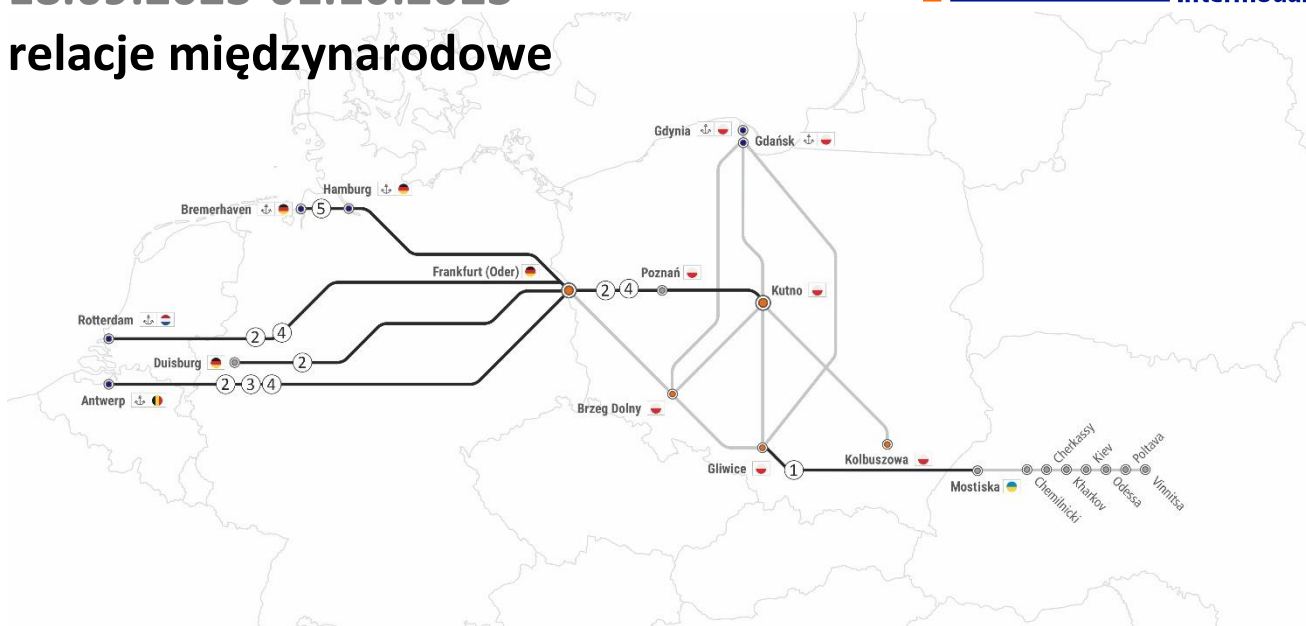 relacje międzynarodowe
Gdynia
Gdańsk
Hamburg
Bremerhaven
5
Frankfurt (Oder)
Poznań
2 4
Kutno
Rotterdam
2 4
Duisburg
2
Antwerp
2 3 4
Brzeg Dolny
Gliwice
1
Kolbuszowa
Mostiska
Chemilnicki
Cherkassy
Kharkov
Kiev
Odessa
Poltava
Vinnitsa